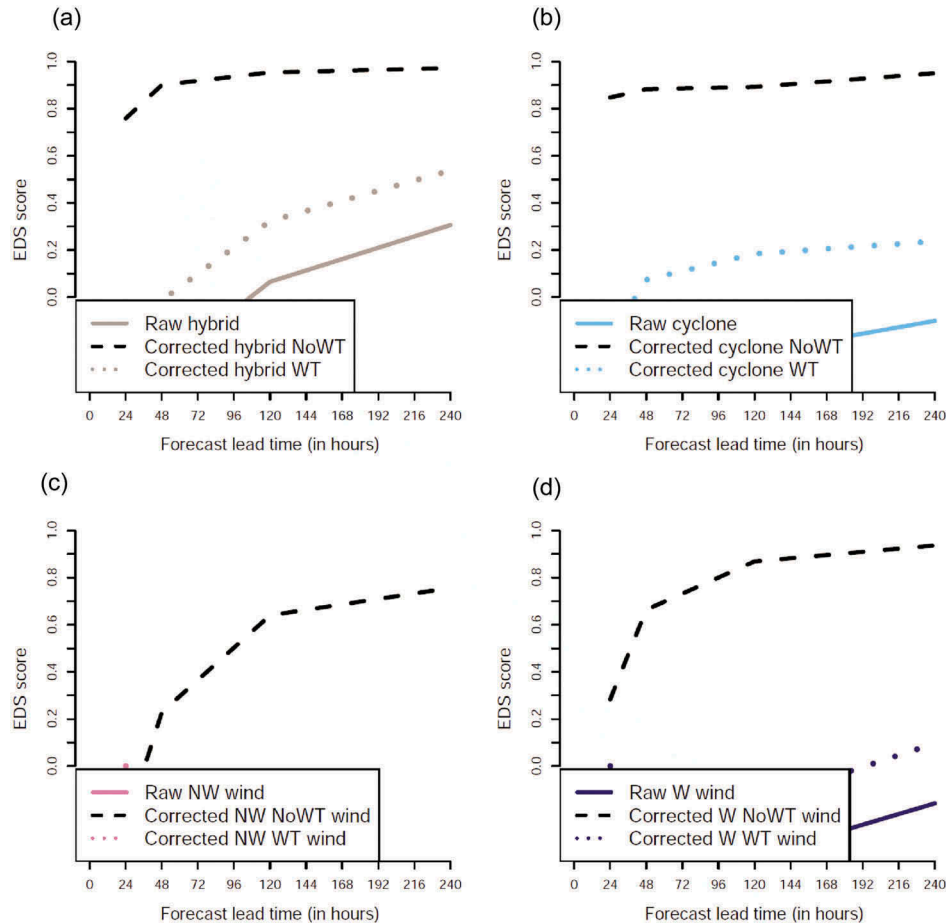 (a)
EDS score
1.0
0.8
0.6
0.4
0.2
0.0
Raw hybrid
Corrected hybrid NoWT
Corrected hybrid WT
0 24 48 72 96 120 144 168 192 216 240
Forecast lead time (in hours)
(b)
EDS score
1.0
0.8
0.6
0.4
0.2
0.0
Raw cyclone
Corrected cyclone NoWT
Corrected cyclone WT
0 24 48 72 96 120 144 168 192 216 240
Forecast lead time (in hours)
(c)
EDS score
1.0
0.8
0.6
0.4
0.2
0.0
Raw NW wind
Corrected NW NoWT wind
Corrected NW WT wind
0 24 48 72 96 120 144 168 192 216 240
Forecast lead time (in hours)
(d)
EDS score
1.0
0.8
0.6
0.4
0.2
0.0
Raw W wind
Corrected W NoWT wind
Corrected W WT wind
0 24 48 72 96 120 144 168 192 216 240
Forecast lead time (in hours)